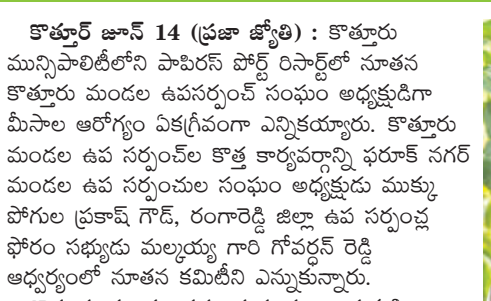 కొత్తూర్ జూన్ 14 (ప్రజా జ్యోతి) : కొత్తూరు
మున్సిపాలిటీలోని పాపిరస్ పోర్ట్ రిసార్ట్‌లో నూతన
కొత్తూరు మండల ఉపసర్పంచ్ సంఘం అధ్యక్షుడిగా
మీసాల ఆరోగ్యం ఏకగ్రీవంగా ఎన్నికయ్యారు. కొత్తూరు
మండల ఉప సర్పంచ్‌ల కొత్త కార్యవర్గాన్ని ఫరూక్ నగర్
మండల ఉప సర్పంచుల సంఘం అధ్యక్షుడు ముక్కు
పోగుల ప్రకాష్ గౌడ్, రంగారెడ్డి జిల్లా ఉప సర్పంచ్ల
ఫోరం సభ్యుడు మల్కయ్య గారి గోవర్ధన్ రెడ్డి
ఆధ్వర్యంలో నూతన కమిటీని ఎన్నుకున్నారు.